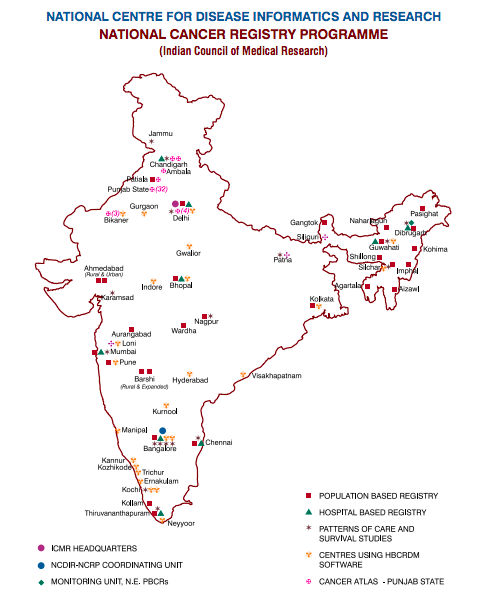 NATIONAL CENTRE FOR DISEASE INFORMATICS AND RESEARCH
NATIONAL CANCER REGISTRY PROGRAMME
(Indian Council of Medical Research)
Jammu
Chandigarh
Ambala
Patiala
Punjab State (32)
Gurgaon
(3)
Bikaner
(4)
Delhi
Gwalior
Gangtok
Siliguri
Naharlagun
Pasighat
Dibrugarh
Guwahati
Kohima
Shillong
Silchar
Imphal
Patna
Agartala
Aizawl
Ahmedabad
(Rural & Urban)
Karamsad
Indore
Bhopal
Kolkata
Nagpur
Wardha
Aurangabad
Loni
Mumbai
Pune
Barshi
(Rural & Expanded)
Hyderabad
Visakhapatnam
Kurnool
Manipal
Bangalore
Chennai
Kannur
Kozhikode
Trichur
Ernakulam
Kochi
Kollam
Thiruvananthapuram
Neyyoor
POPULATION BASED REGISTRY
HOSPITAL BASED REGISTRY
PATTERNS OF CARE AND
SURVIVAL STUDIES
CENTRES USING HBCRDM
SOFTWARE
CANCER ATLAS - PUNJAB STATE
ICMR HEADQUARTERS
NCDIR-NCRP COORDINATING UNIT
MONITORING UNIT, N.E. PBCRs